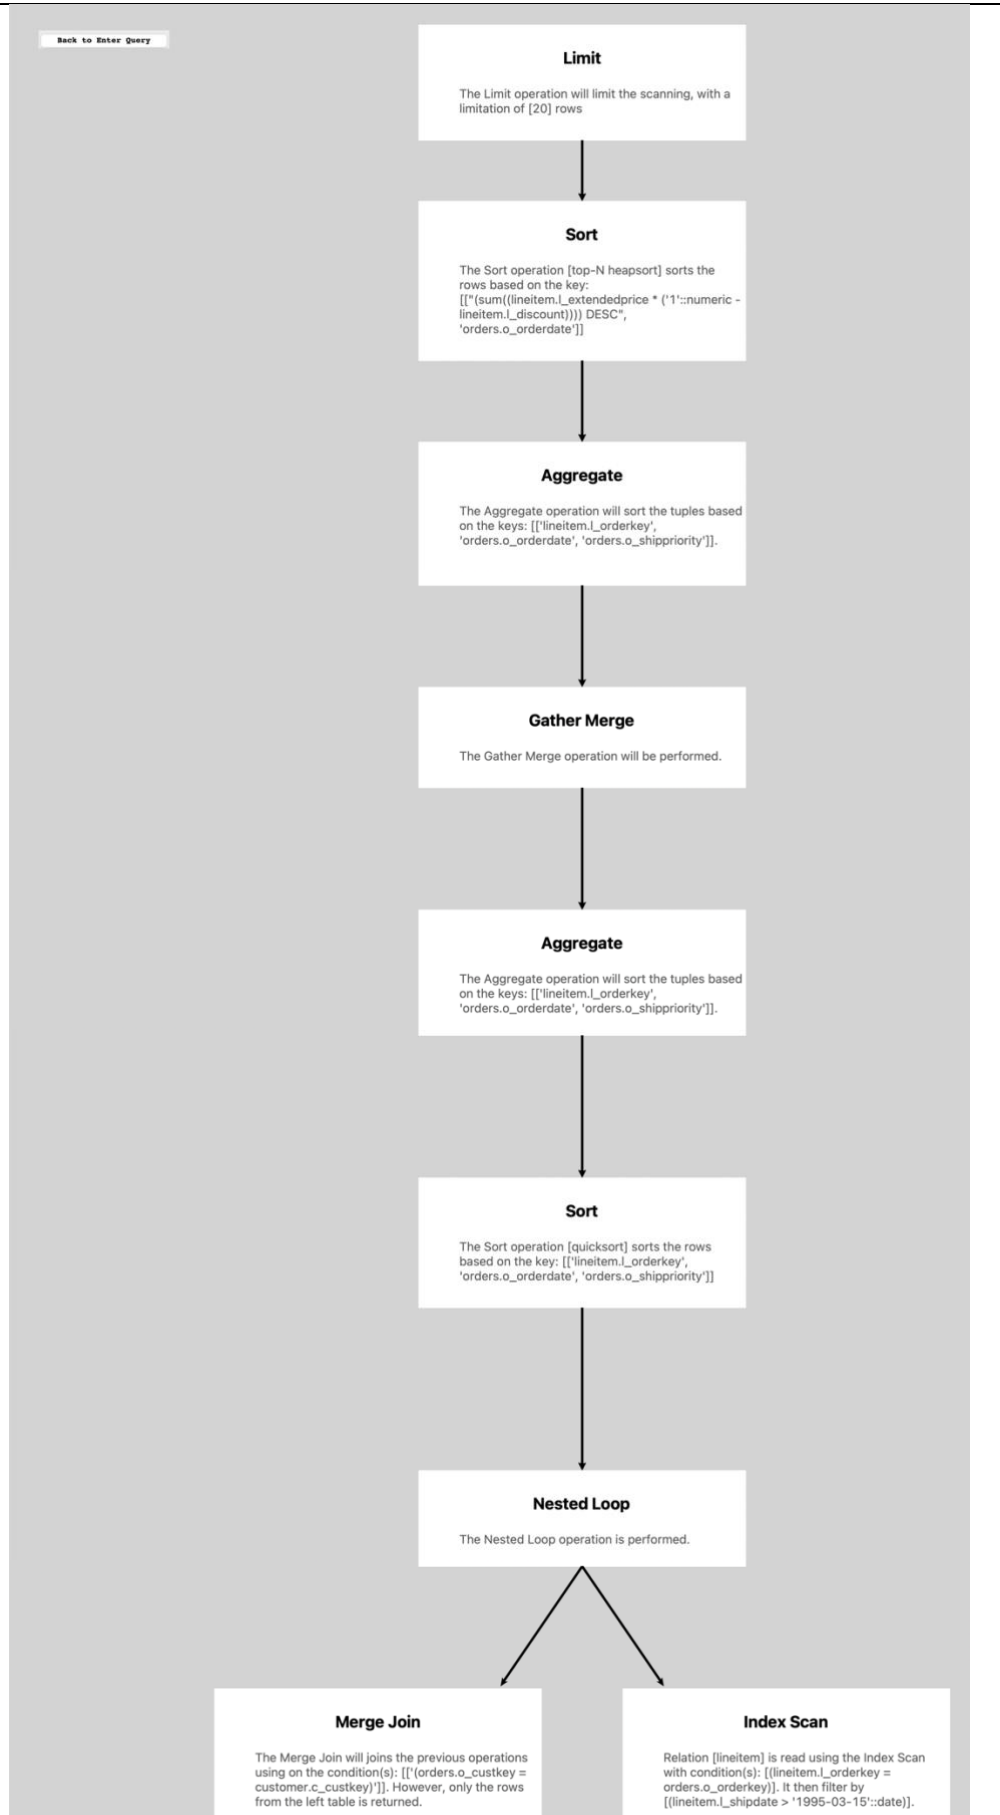 Back to Enter Query
Limit
The Limit operation will limit the scanning, with a
limitation of [20] rows
Sort
The Sort operation [top-N heapsort] sorts the
rows based on the key:
[["(sum((lineitem.l_extendedprice * ('1'::numeric -
lineitem.l_discount)))) DESC",
'orders.o_orderdate']]
Aggregate
The Aggregate operation will sort the tuples based
on the keys: [['lineitem.l_orderkey',
'orders.o_orderdate', 'orders.o_shippriority']].
Gather Merge
The Gather Merge operation will be performed.
Aggregate
The Aggregate operation will sort the tuples based
on the keys: [['lineitem.l_orderkey',
'orders.o_orderdate', 'orders.o_shippriority']].
Sort
The Sort operation [quicksort] sorts the rows
based on the key: [['lineitem.l_orderkey',
'orders.o_orderdate', 'orders.o_shippriority']]
Nested Loop
The Nested Loop operation is performed.
Merge Join
The Merge Join will joins the previous operations
using on the condition(s): [['(orders.o_custkey =
customer.c_custkey)']]. However, only the rows
from the left table is returned.
Index Scan
Relation [lineitem] is read using the Index Scan
with condition(s): [(lineitem.l_orderkey =
orders.o_orderkey)]. It then filter by
[(lineitem.l_shipdate > '1995-03-15'::date)].